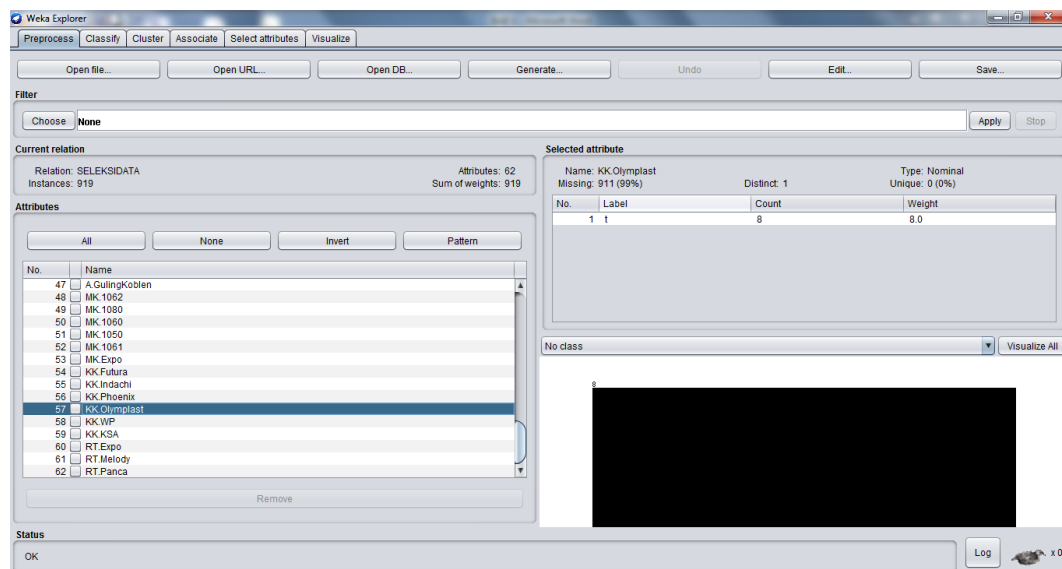 Weka Explorer
Preprocess Classify Cluster Associate Select attributes Visualize
Open file... Open URL... Open DB... Generate... Undo Edit... Save...
Filter
Choose None Apply Stop
Current relation
Relation: SELEKSIDATA Attributes: 62
Instances: 919 Sum of weights: 919
Attributes
All None Invert Pattern
No. Name
47 A.GulingKoblen
48 MK.1062
49 MK.1080
50 MK.1060
51 MK.1050
52 MK.1061
53 MK.Expo
54 KK.Futura
55 KK.Indachi
56 KK.Phoenix
57 KK.Olymplast
58 KK.WP
59 KK.KSA
60 RT.Expo
61 RT.Melody
62 RT.Panca
Remove
Selected attribute
Name: KK.Olymplast Type: Nominal
Missing: 911 (99%) Distinct: 1 Unique: 0 (0%)
No. Label Count Weight
1 t 8 8.0
No class Visualize All
8
Status
OK Log x 0